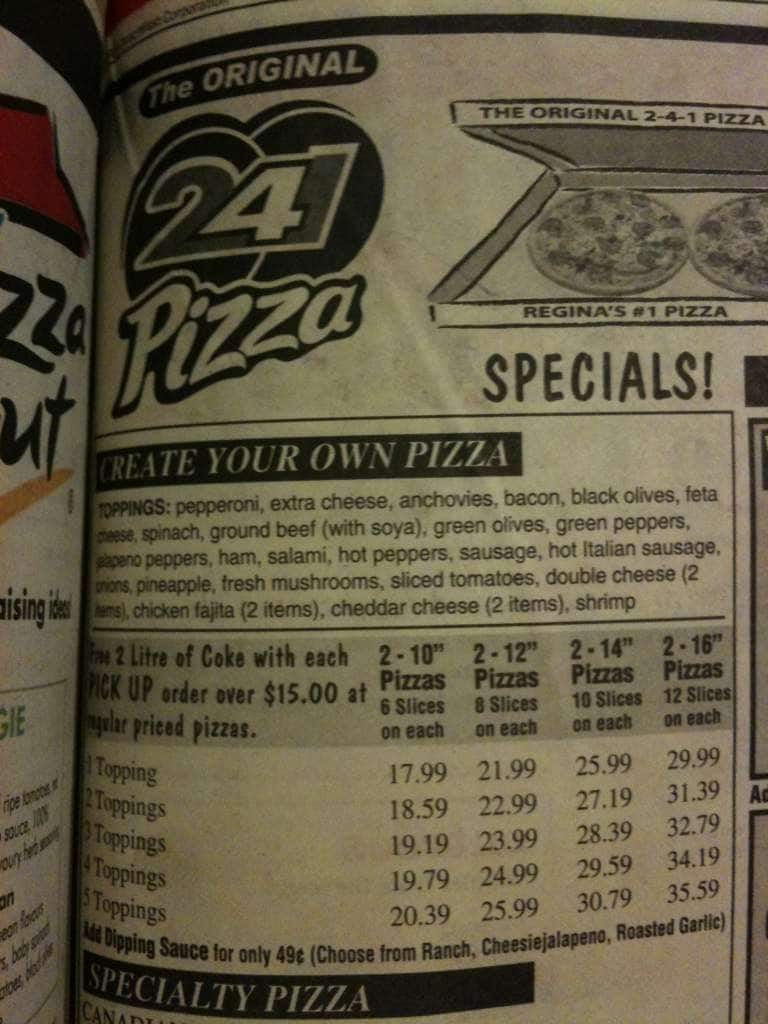 Corporation
The ORIGINAL
241
Pizza
THE ORIGINAL 2-4-1 PIZZA
REGINA'S #1 PIZZA
SPECIALS!
CREATE YOUR OWN PIZZA
TOPPINGS: pepperoni, extra cheese, anchovies, bacon, black olives, feta
cheese, spinach, ground beef (with soya), green olives, green peppers,
jalapeno peppers, ham, salami, hot peppers, sausage, hot Italian sausage,
onions, pineapple, fresh mushrooms, sliced tomatoes, double cheese (2
items), chicken fajita (2 items), cheddar cheese (2 items), shrimp
Free 2 Litre of Coke with each
PICK UP order over $15.00 at
regular priced pizzas.
2 - 10" 2 - 12" 2 - 14" 2 - 16"
Pizzas Pizzas Pizzas Pizzas
6 Slices 8 Slices 10 Slices 12 Slices
on each on each on each on each
1 Topping 17.99 21.99 25.99 29.99
2 Toppings 18.59 22.99 27.19 31.39
3 Toppings 19.19 23.99 28.39 32.79
4 Toppings 19.79 24.99 29.59 34.19
5 Toppings 20.39 25.99 30.79 35.59
Add Dipping Sauce for only 49¢ (Choose from Ranch, Cheesiejalapeno, Roasted Garlic)
SPECIALTY PIZZA
zza
ut
aising ideas!
GIE
ripe tomatoes,
sauce, 100%